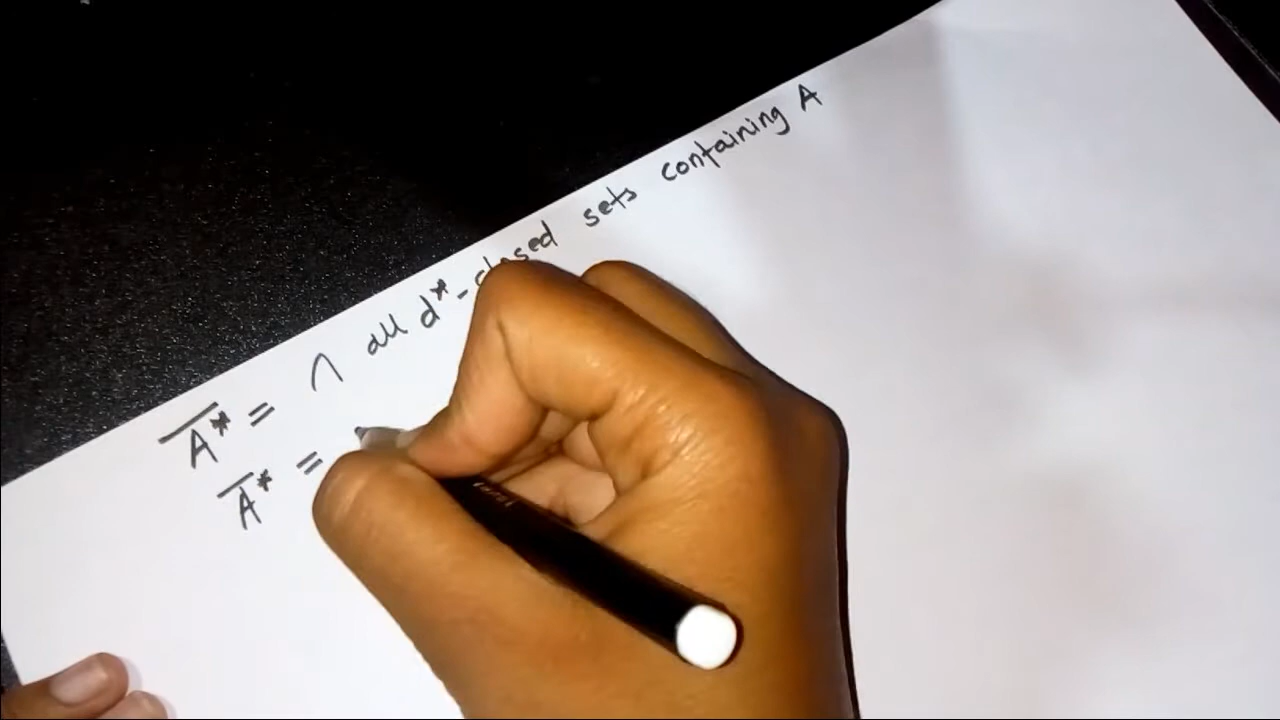 A̅* = ∩ all d*-closed sets containing A
A̅* =